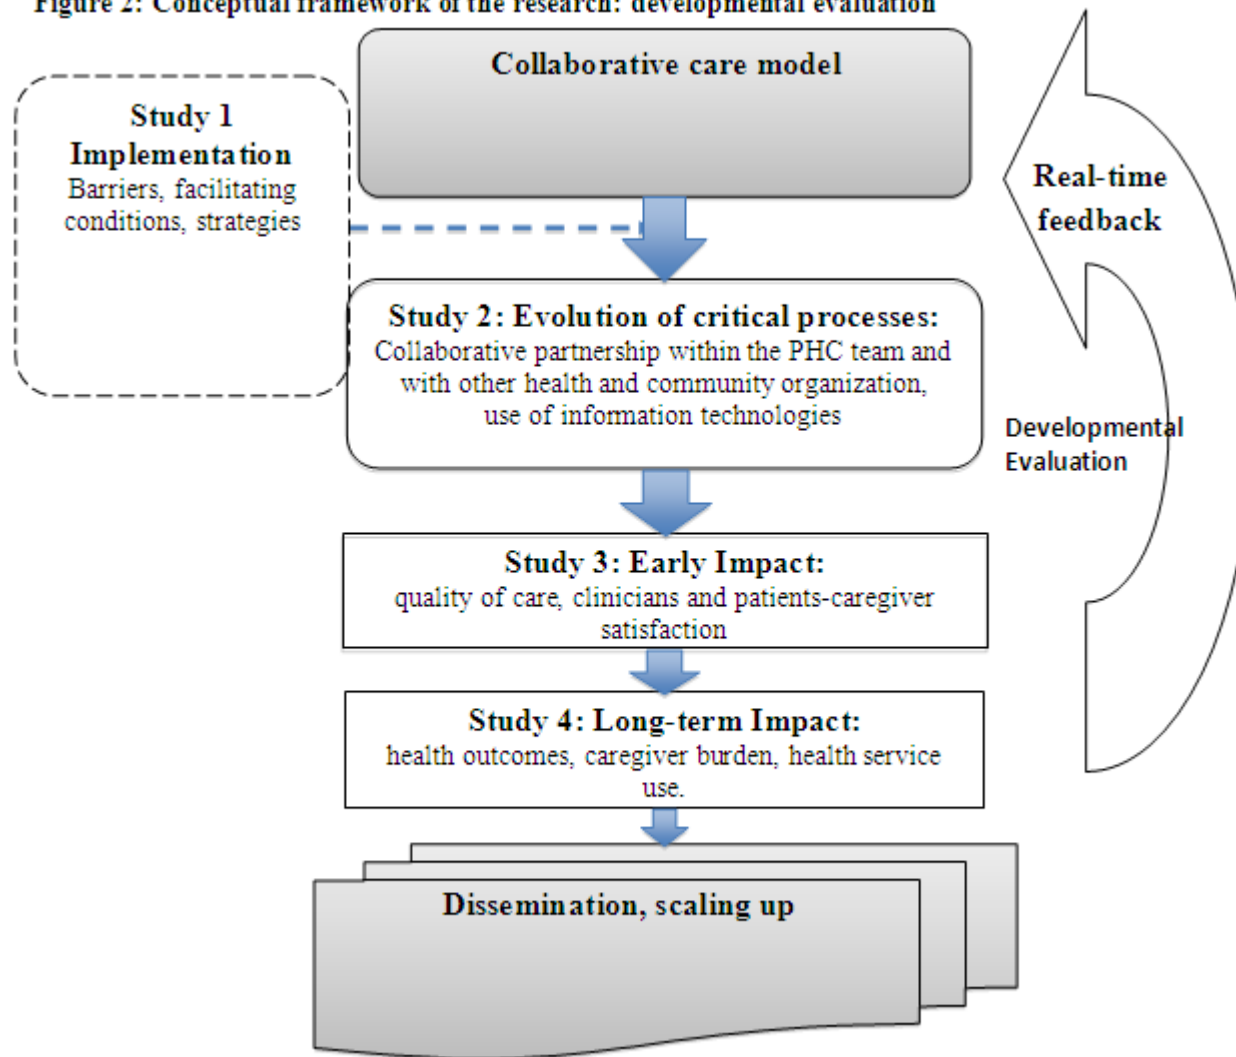 Figure 2: Conceptual framework of the research: developmental evaluation
Collaborative care model
Study 1
Implementation
Barriers, facilitating
conditions, strategies
Real-time
feedback
Study 2: Evolution of critical processes:
Collaborative partnership within the PHC team and
with other health and community organization,
use of information technologies
Developmental
Evaluation
Study 3: Early Impact:
quality of care, clinicians and patients-caregiver
satisfaction
Study 4: Long-term Impact:
health outcomes, caregiver burden, health service
use.
Dissemination, scaling up